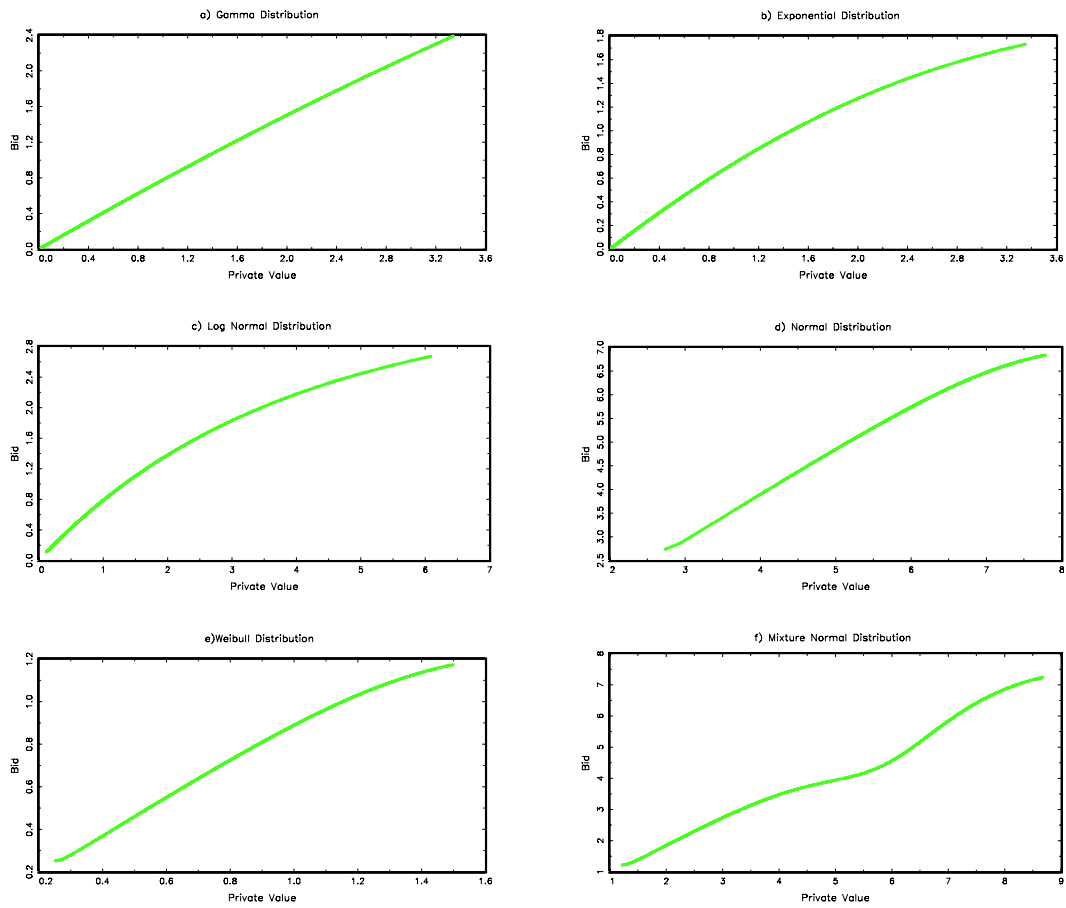 a) Gamma Distribution
2.4
2.0
1.6
1.2
0.8
0.4
0.0
Bid
0.0 0.4 0.8 1.2 1.6 2.0 2.4 2.8 3.2 3.6
Private Value
b) Exponential Distribution
1.8
1.6
1.4
1.2
1.0
0.8
0.6
0.4
0.2
0.0
Bid
0.0 0.4 0.8 1.2 1.6 2.0 2.4 2.8 3.2 3.6
Private Value
c) Log Normal Distribution
2.8
2.4
2.0
1.6
1.2
0.8
0.4
0.0
Bid
0 1 2 3 4 5 6 7
Private Value
d) Normal Distribution
7.0
6.5
6.0
5.5
5.0
4.5
4.0
3.5
3.0
2.5
Bid
2 3 4 5 6 7 8
Private Value
e)Weibull Distribution
1.2
1.0
0.8
0.6
0.4
0.2
Bid
0.2 0.4 0.6 0.8 1.0 1.2 1.4 1.6
Private Value
f) Mixture Normal Distribution
8
7
6
5
4
3
2
1
Bid
1 2 3 4 5 6 7 8 9
Private Value